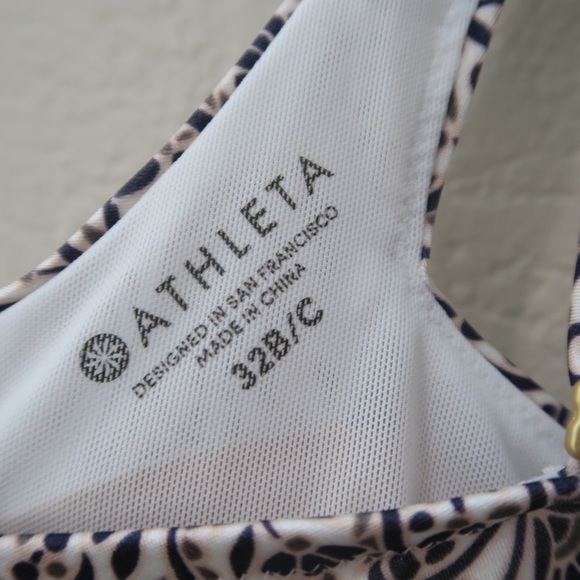 ATHLETA
DESIGNED IN SAN FRANCISCO
MADE IN CHINA
32B/C